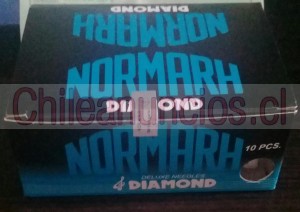 NORMARH
DIAMOND
NORMARH
DIAMOND
Chileanuncios.cl
NORMARH
10 PCS.
DELUXE NEEDLES
DIAMOND